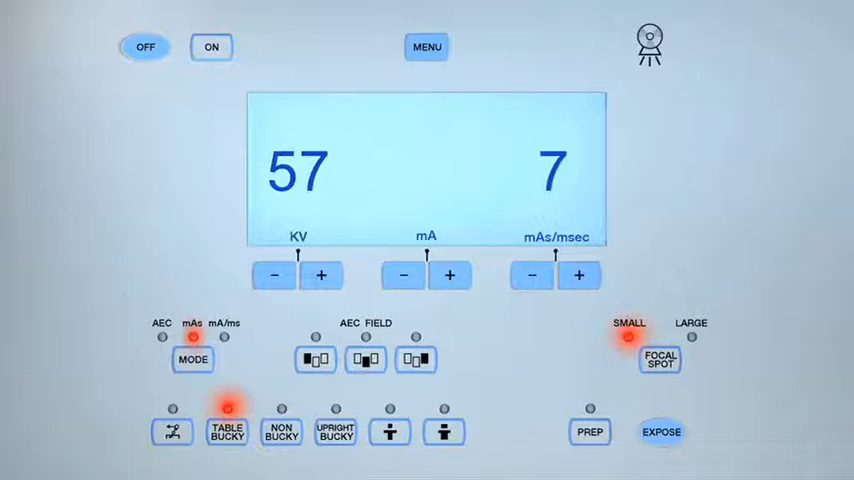 OFF
ON
MENU
57
7
KV
mA
mAs/msec
-
+
-
+
-
+
AEC
mAs
mA/ms
AEC FIELD
SMALL
LARGE
MODE
FOCAL
SPOT
TABLE
BUCKY
NON
BUCKY
UPRIGHT
BUCKY
PREP
EXPOSE